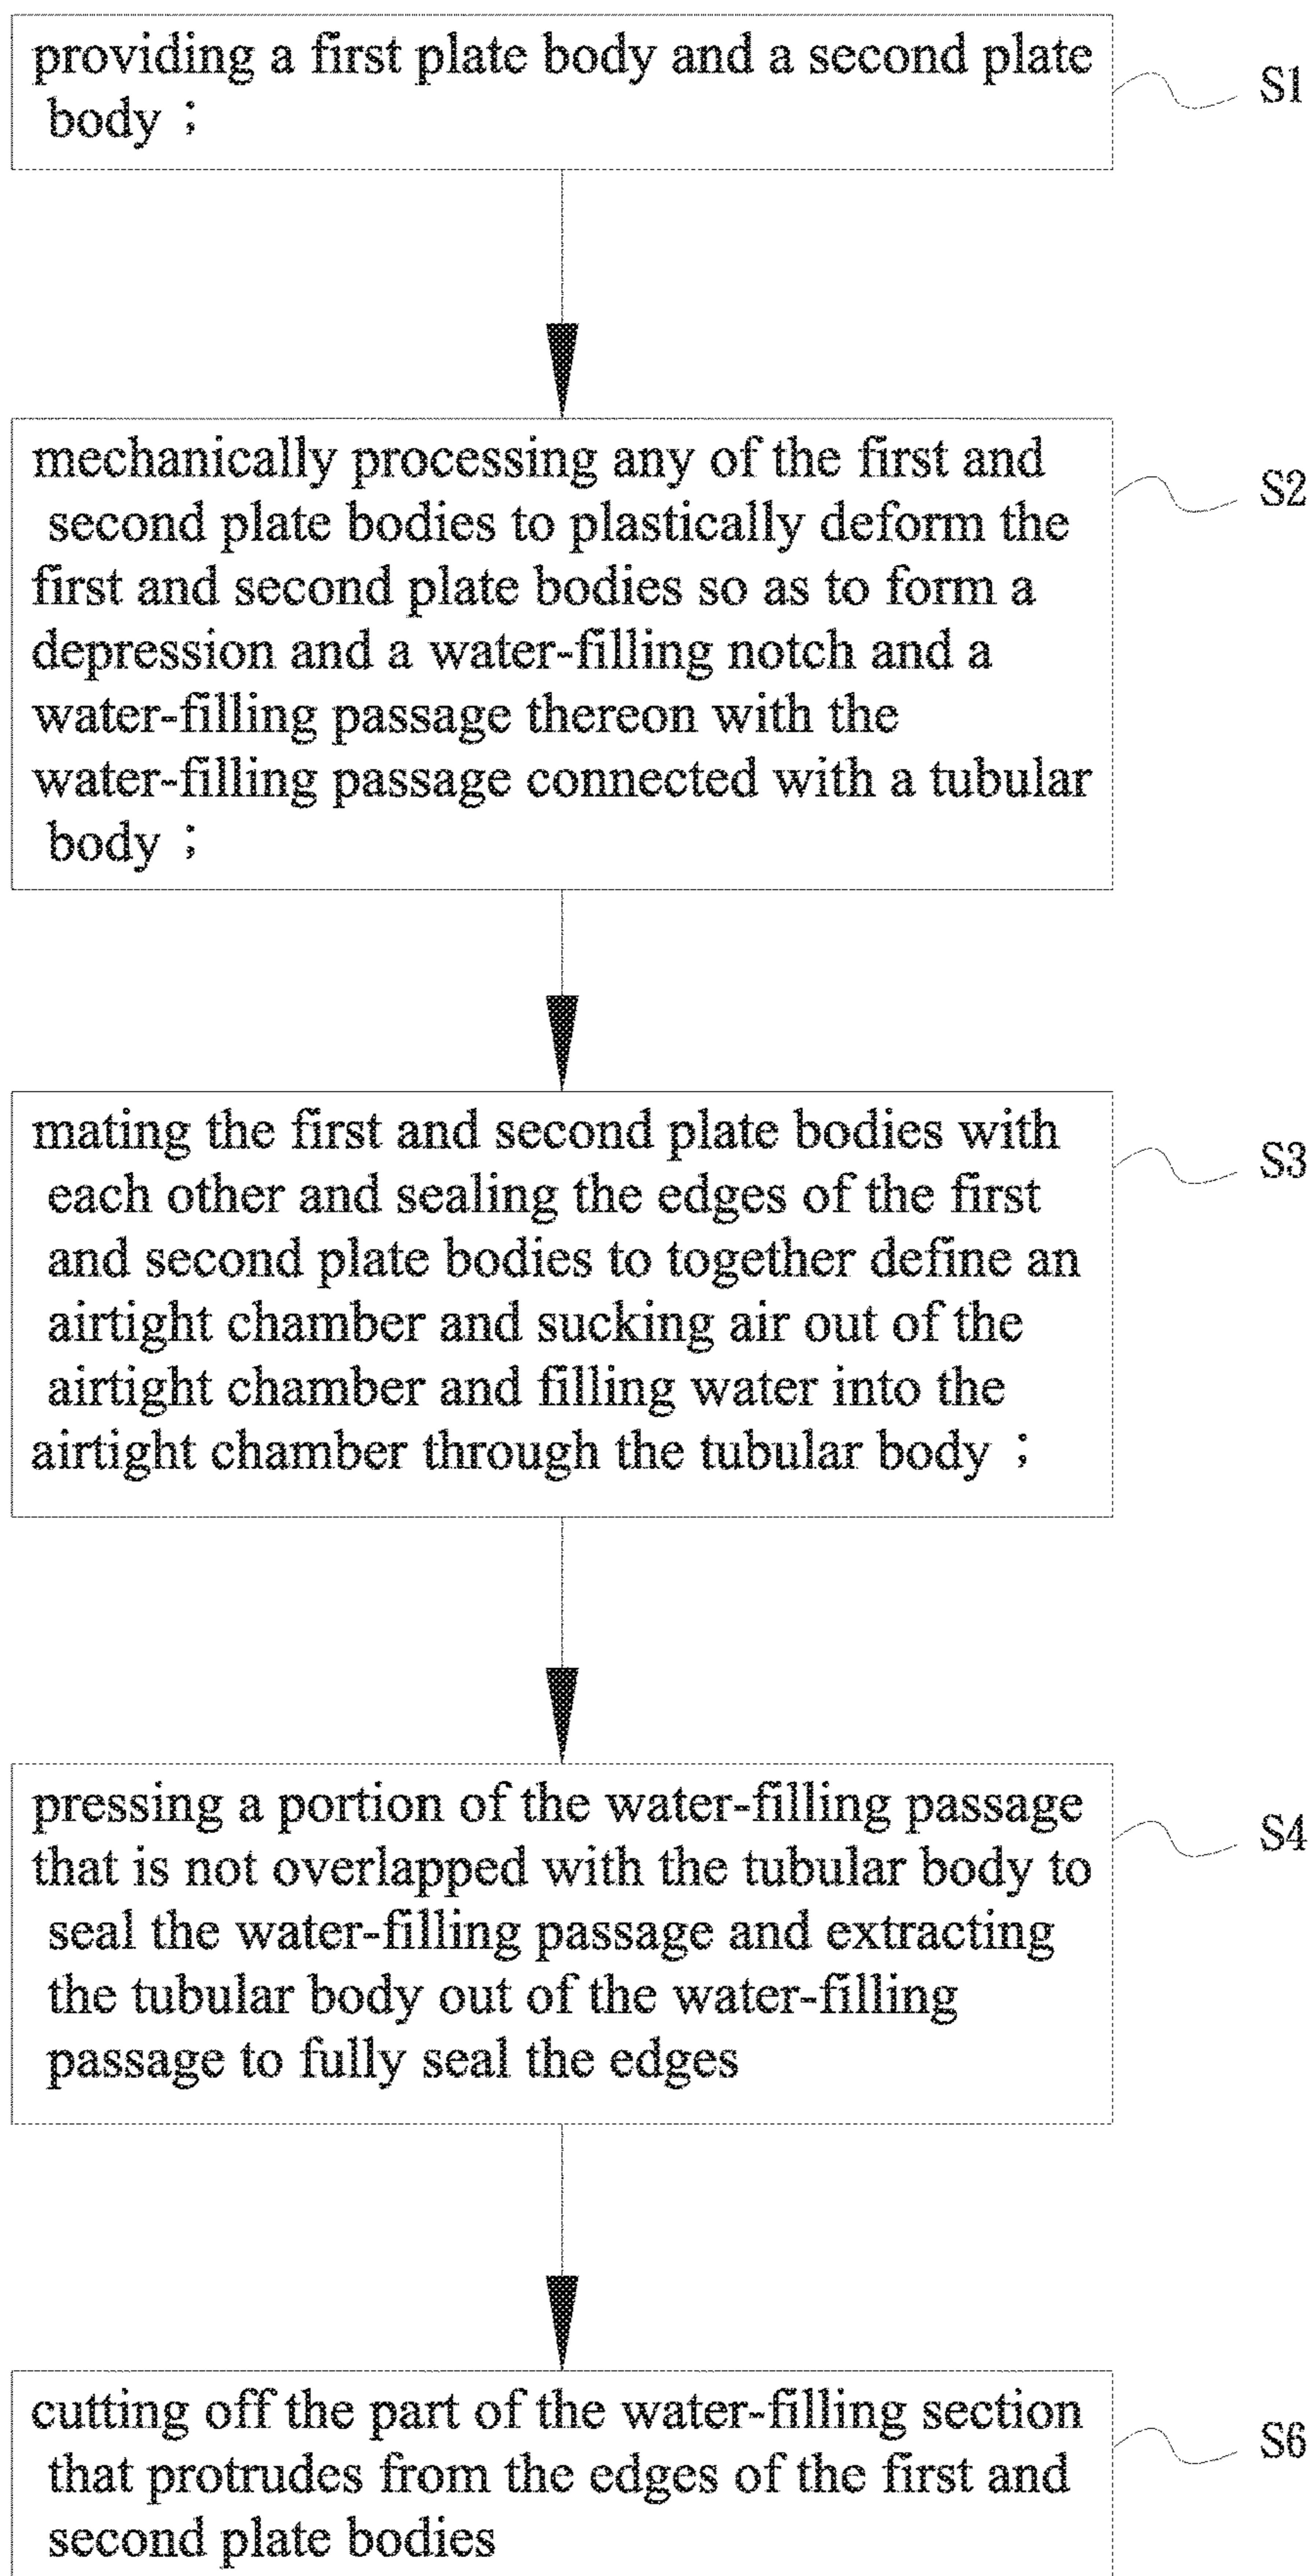 providing a first plate body and a second plate
body ;
S1
mechanically processing any of the first and
second plate bodies to plastically deform the
first and second plate bodies so as to form a
depression and a water-filling notch and a
water-filling passage thereon with the
water-filling passage connected with a tubular
body ;
S2
mating the first and second plate bodies with
each other and sealing the edges of the first
and second plate bodies to together define an
airtight chamber and sucking air out of the
airtight chamber and filling water into the
airtight chamber through the tubular body ;
S3
pressing a portion of the water-filling passage
that is not overlapped with the tubular body to
seal the water-filling passage and extracting
the tubular body out of the water-filling
passage to fully seal the edges
S4
cutting off the part of the water-filling section
that protrudes from the edges of the first and
second plate bodies
S6